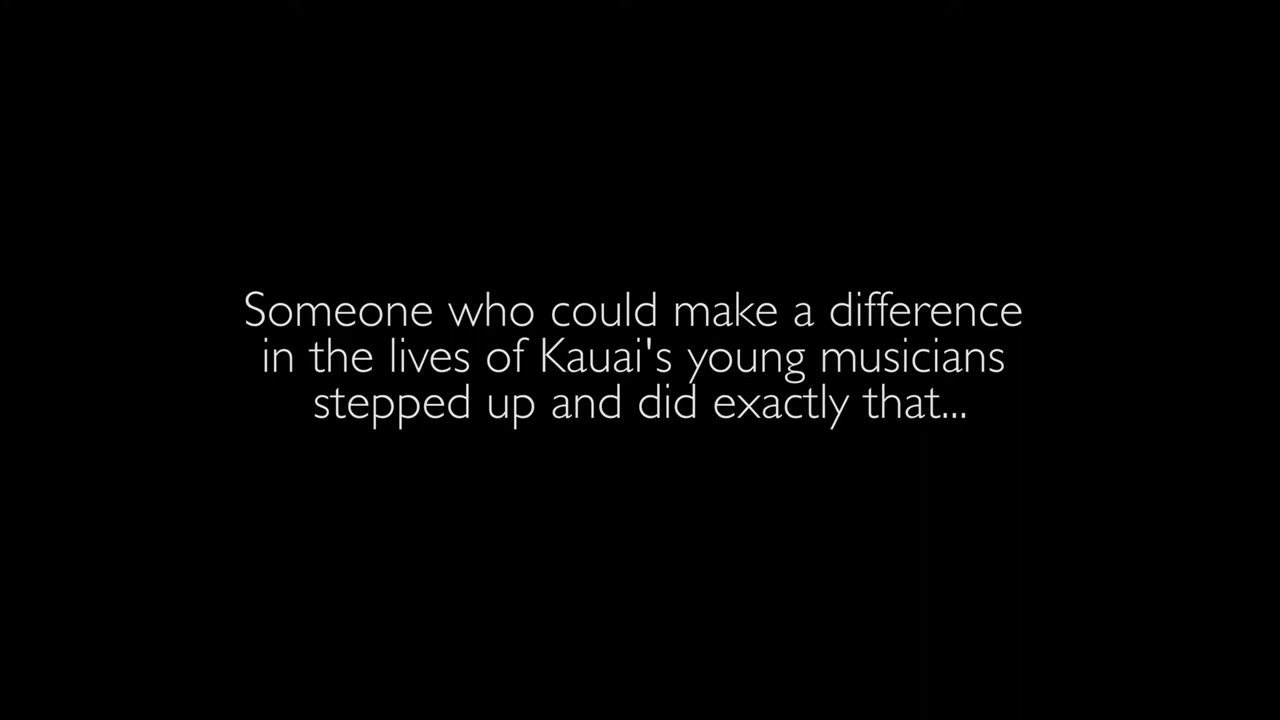 Someone who could make a difference
in the lives of Kauai's young musicians
stepped up and did exactly that...